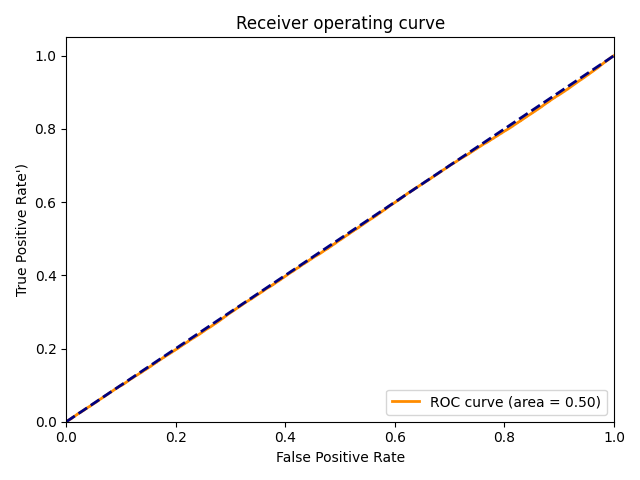 Receiver operating curve
True Positive Rate')
1.0
0.8
0.6
0.4
0.2
0.0
ROC curve (area = 0.50)
0.0 0.2 0.4 0.6 0.8 1.0
False Positive Rate